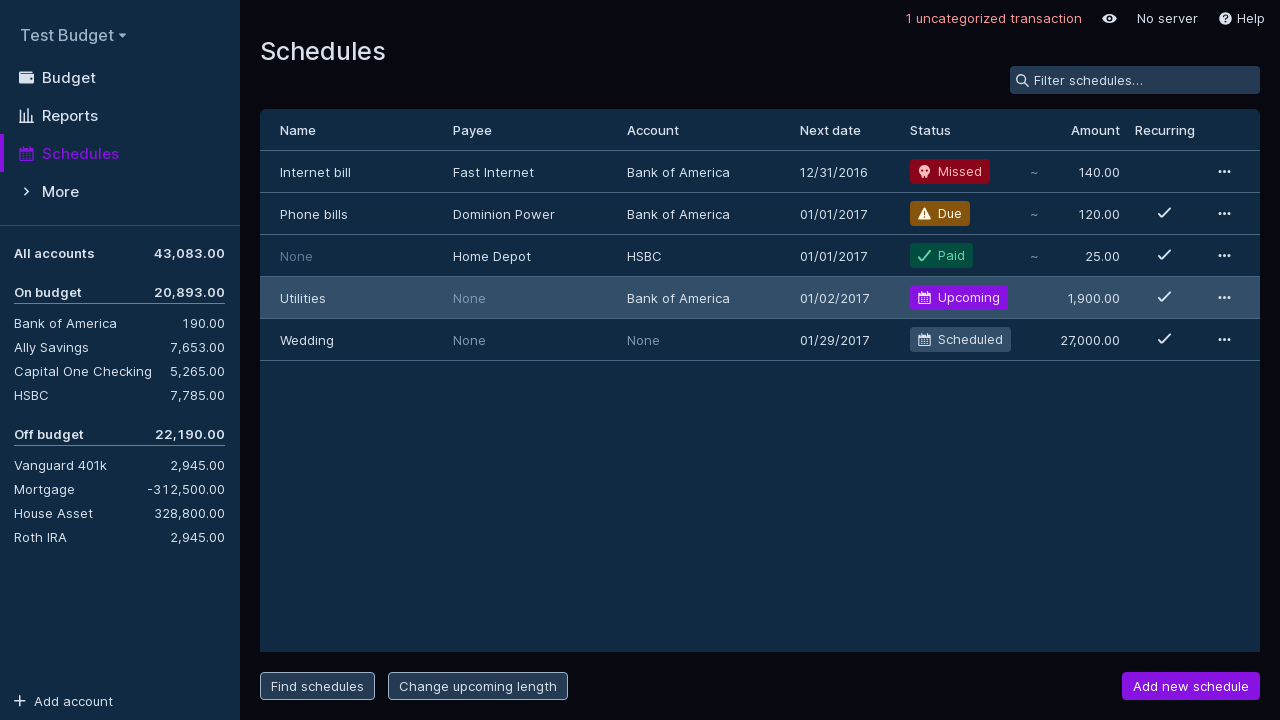 Test Budget
Budget
Reports
Schedules
More
All accounts 43,083.00
On budget 20,893.00
Bank of America 190.00
Ally Savings 7,653.00
Capital One Checking 5,265.00
HSBC 7,785.00
Off budget 22,190.00
Vanguard 401k 2,945.00
Mortgage -312,500.00
House Asset 328,800.00
Roth IRA 2,945.00
Add account
1 uncategorized transaction No server Help
Schedules
Filter schedules…
Name Payee Account Next date Status Amount Recurring
Internet bill Fast Internet Bank of America 12/31/2016 Missed ~ 140.00
Phone bills Dominion Power Bank of America 01/01/2017 Due ~ 120.00
None Home Depot HSBC 01/01/2017 Paid ~ 25.00
Utilities None Bank of America 01/02/2017 Upcoming 1,900.00
Wedding None None 01/29/2017 Scheduled 27,000.00
Find schedules Change upcoming length Add new schedule